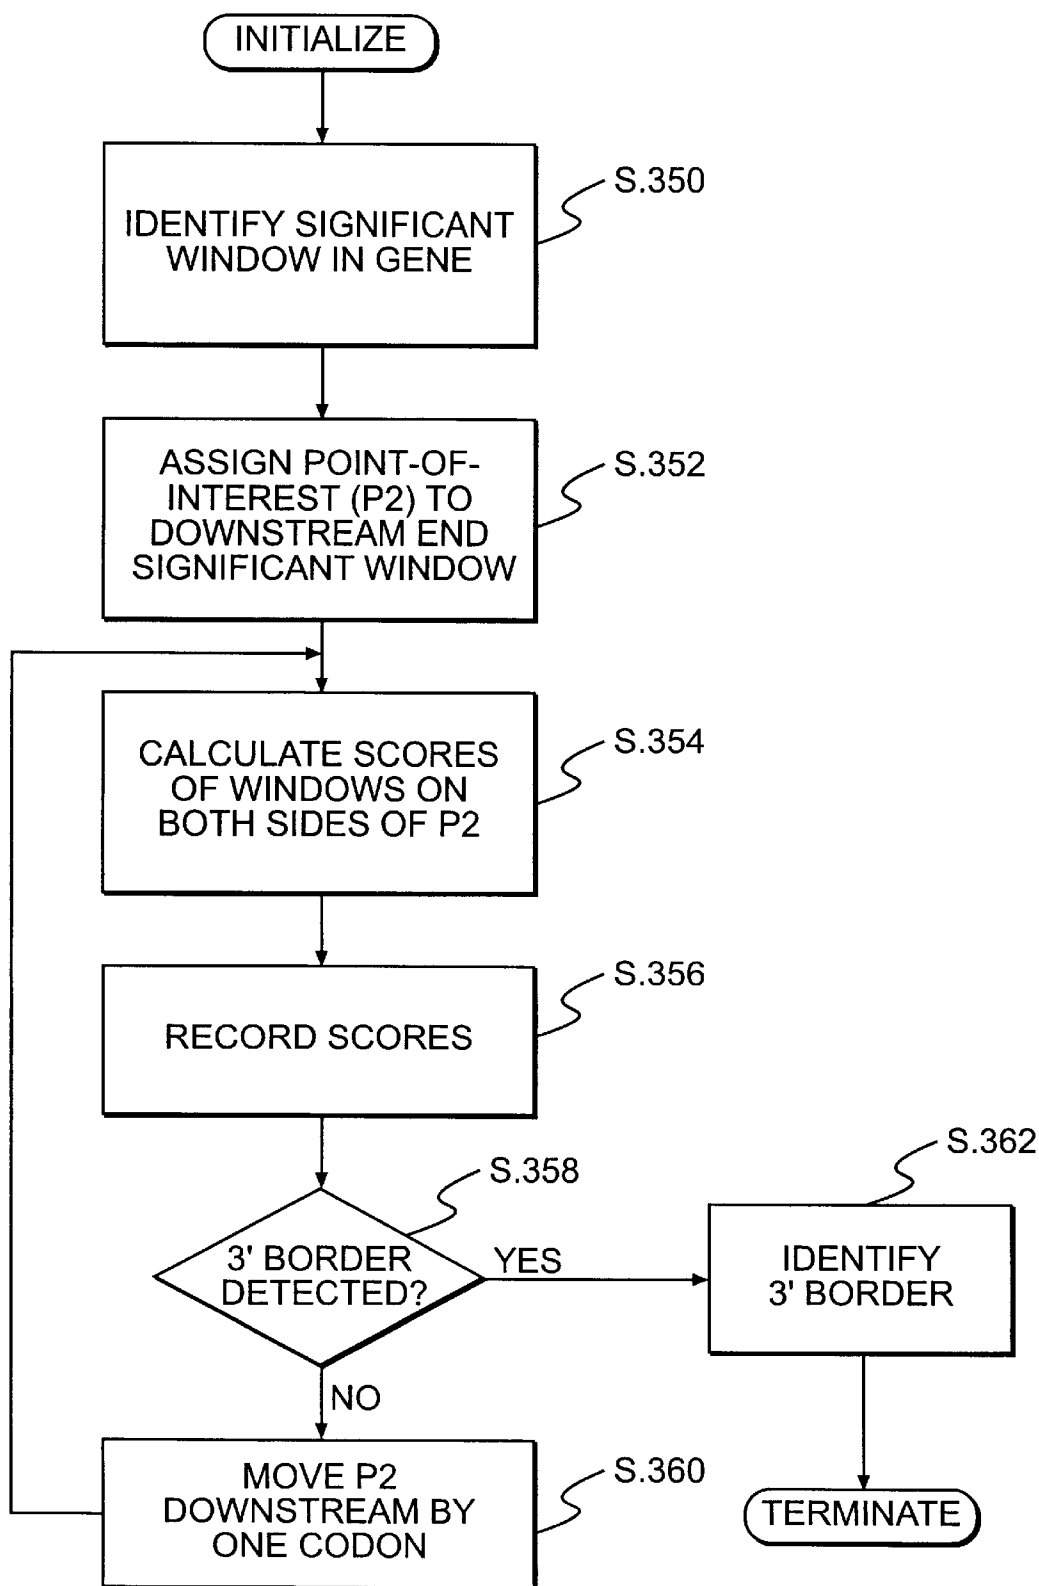 INITIALIZE
IDENTIFY SIGNIFICANT
WINDOW IN GENE
S.350
ASSIGN POINT-OF-
INTEREST (P2) TO
DOWNSTREAM END
SIGNIFICANT WINDOW
S.352
CALCULATE SCORES
OF WINDOWS ON
BOTH SIDES OF P2
S.354
RECORD SCORES
S.356
3' BORDER
DETECTED?
S.358
YES
IDENTIFY
3' BORDER
S.362
NO
MOVE P2
DOWNSTREAM BY
ONE CODON
S.360
TERMINATE